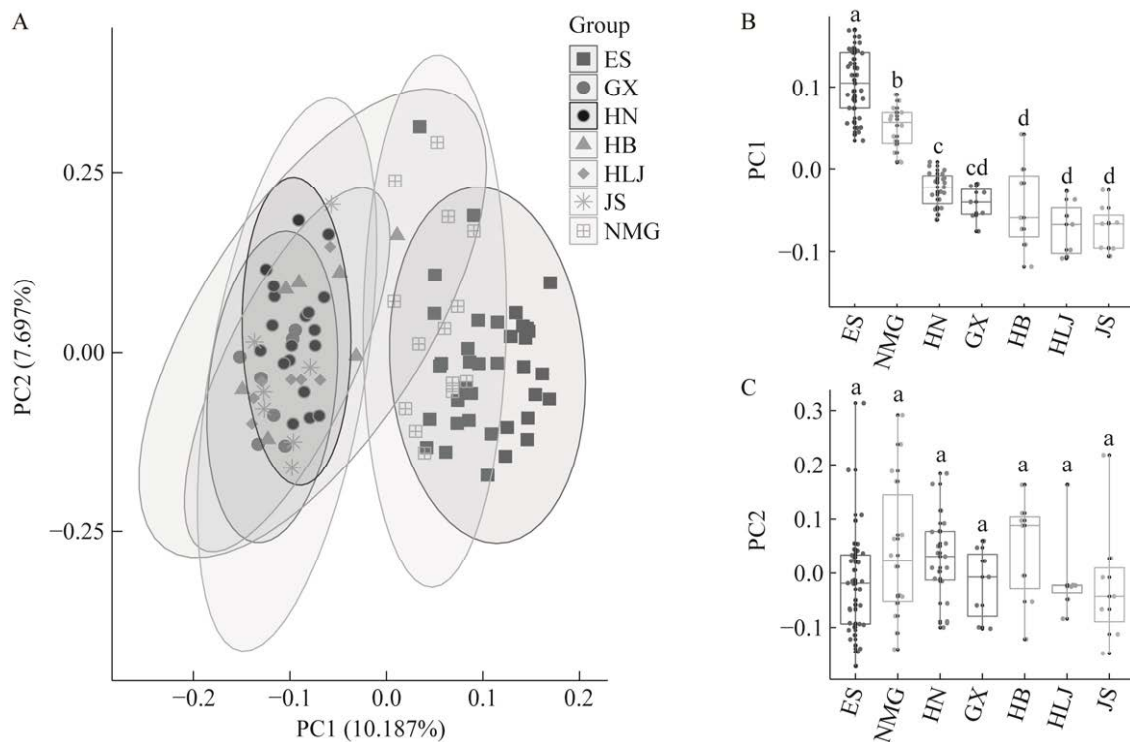 A
Group
ES
GX
HN
HB
HLJ
JS
NMG
PC2 (7.697%)
0.25
0.00
−0.25
−0.2
−0.1
0.0
0.1
0.2
PC1 (10.187%)
B
PC1
0.1
0.0
−0.1
a
b
c
cd
d
d
d
ES
NMG
HN
GX
HB
HLJ
JS
C
PC2
0.3
0.2
0.1
0.0
−0.1
a
a
a
a
a
a
a
ES
NMG
HN
GX
HB
HLJ
JS